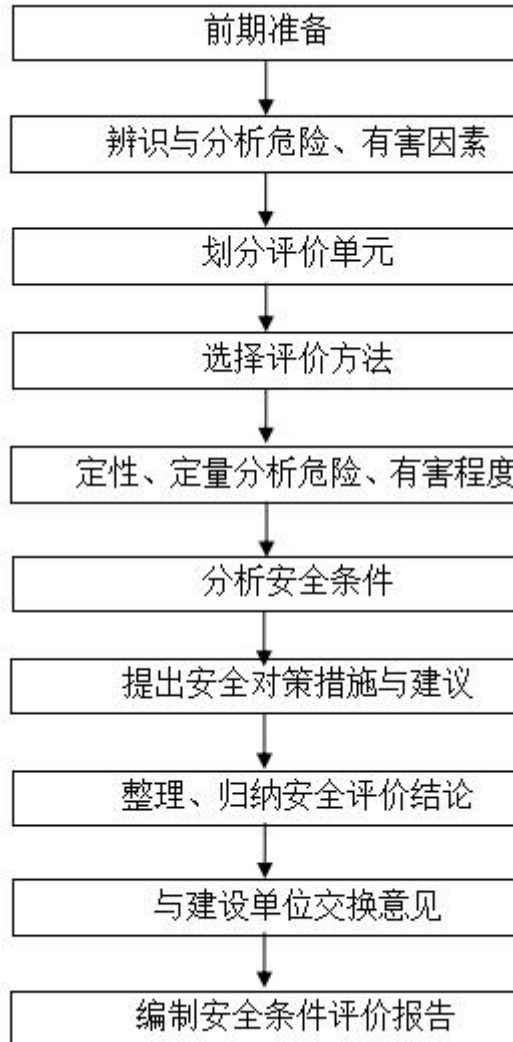 前期准备
辨识与分析危险、有害因素
划分评价单元
选择评价方法
定性、定量分析危险、有害程度
分析安全条件
提出安全对策措施与建议
整理、归纳安全评价结论
与建设单位交换意见
编制安全条件评价报告